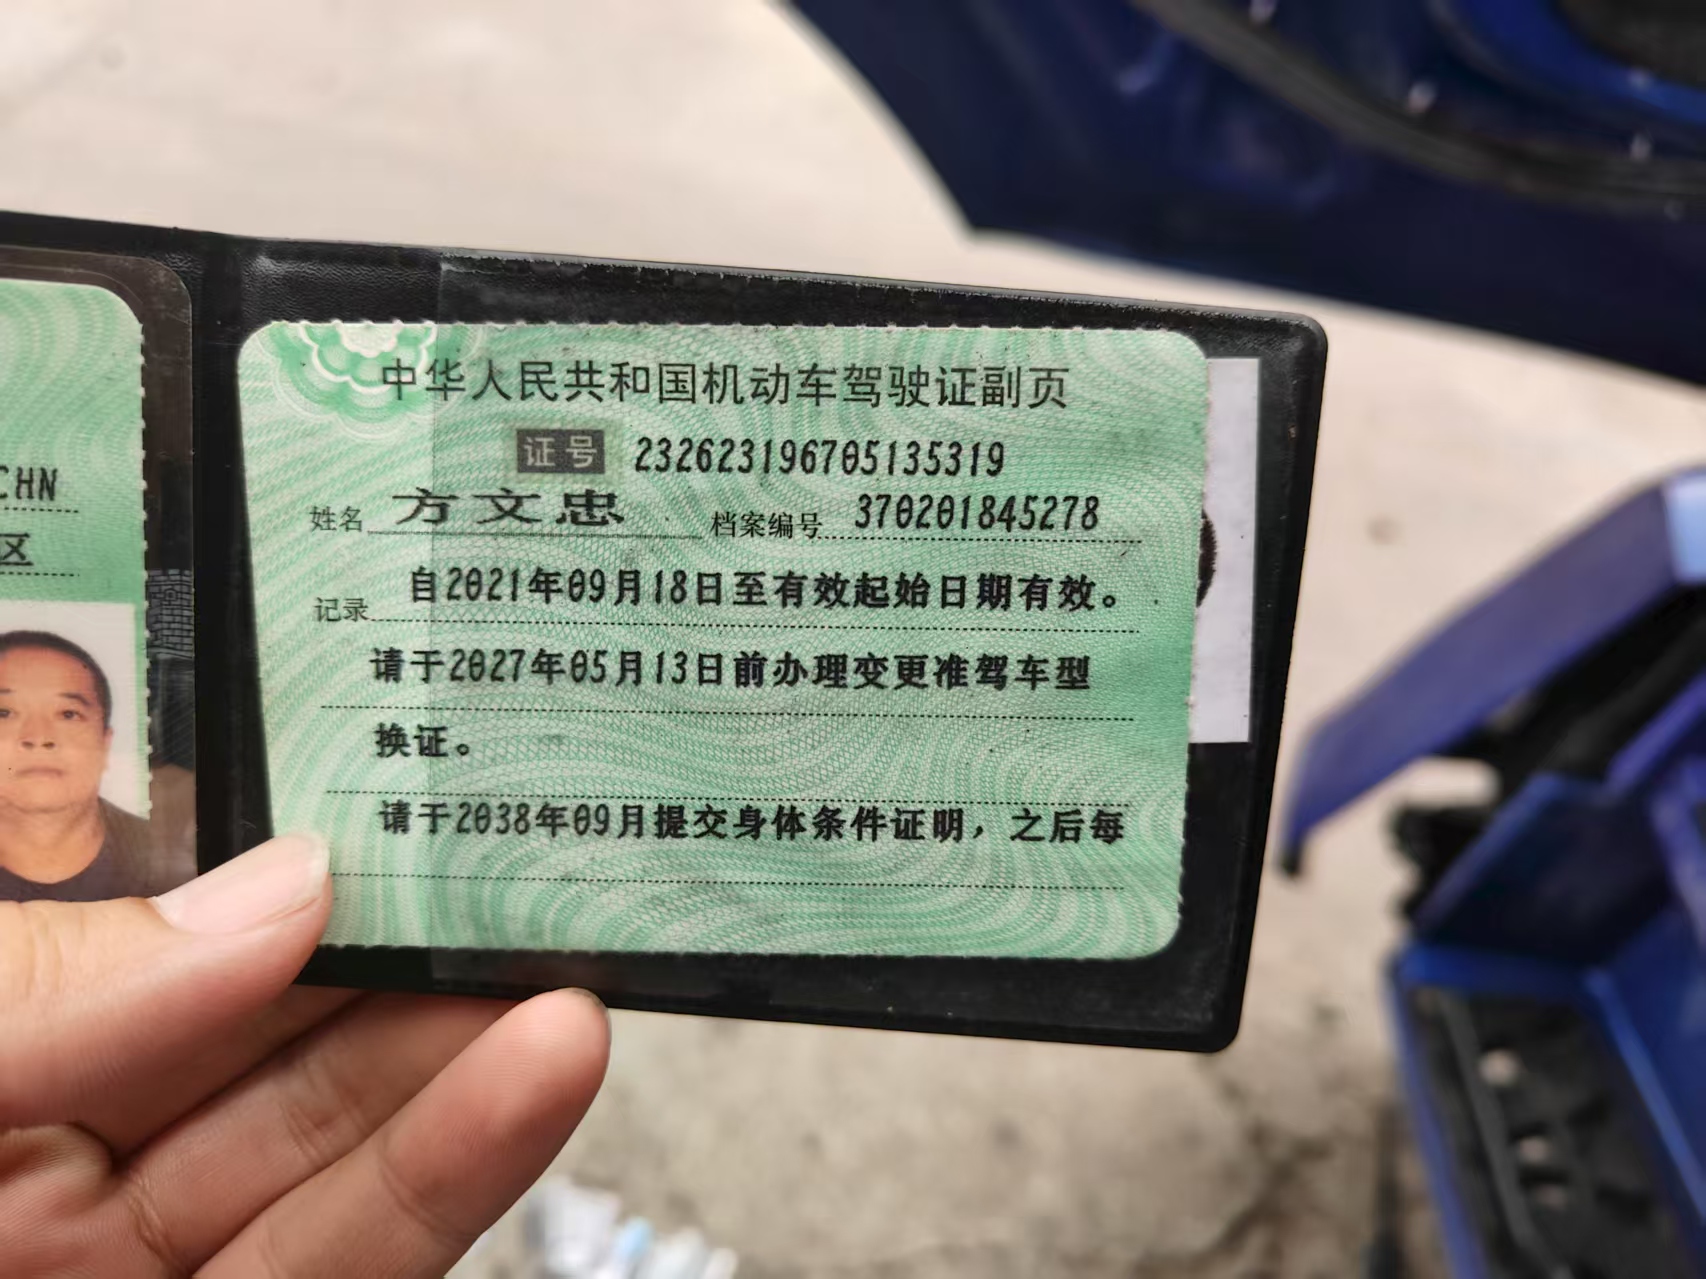 CHN
区
中华人民共和国机动车驾驶证副页
证号 232623196705135319
姓名 方文忠 档案编号 370201845278
记录 自2021年09月18日至有效起始日期有效。
请于2027年05月13日前办理变更准驾车型
换证。
请于2038年09月提交身体条件证明，之后每